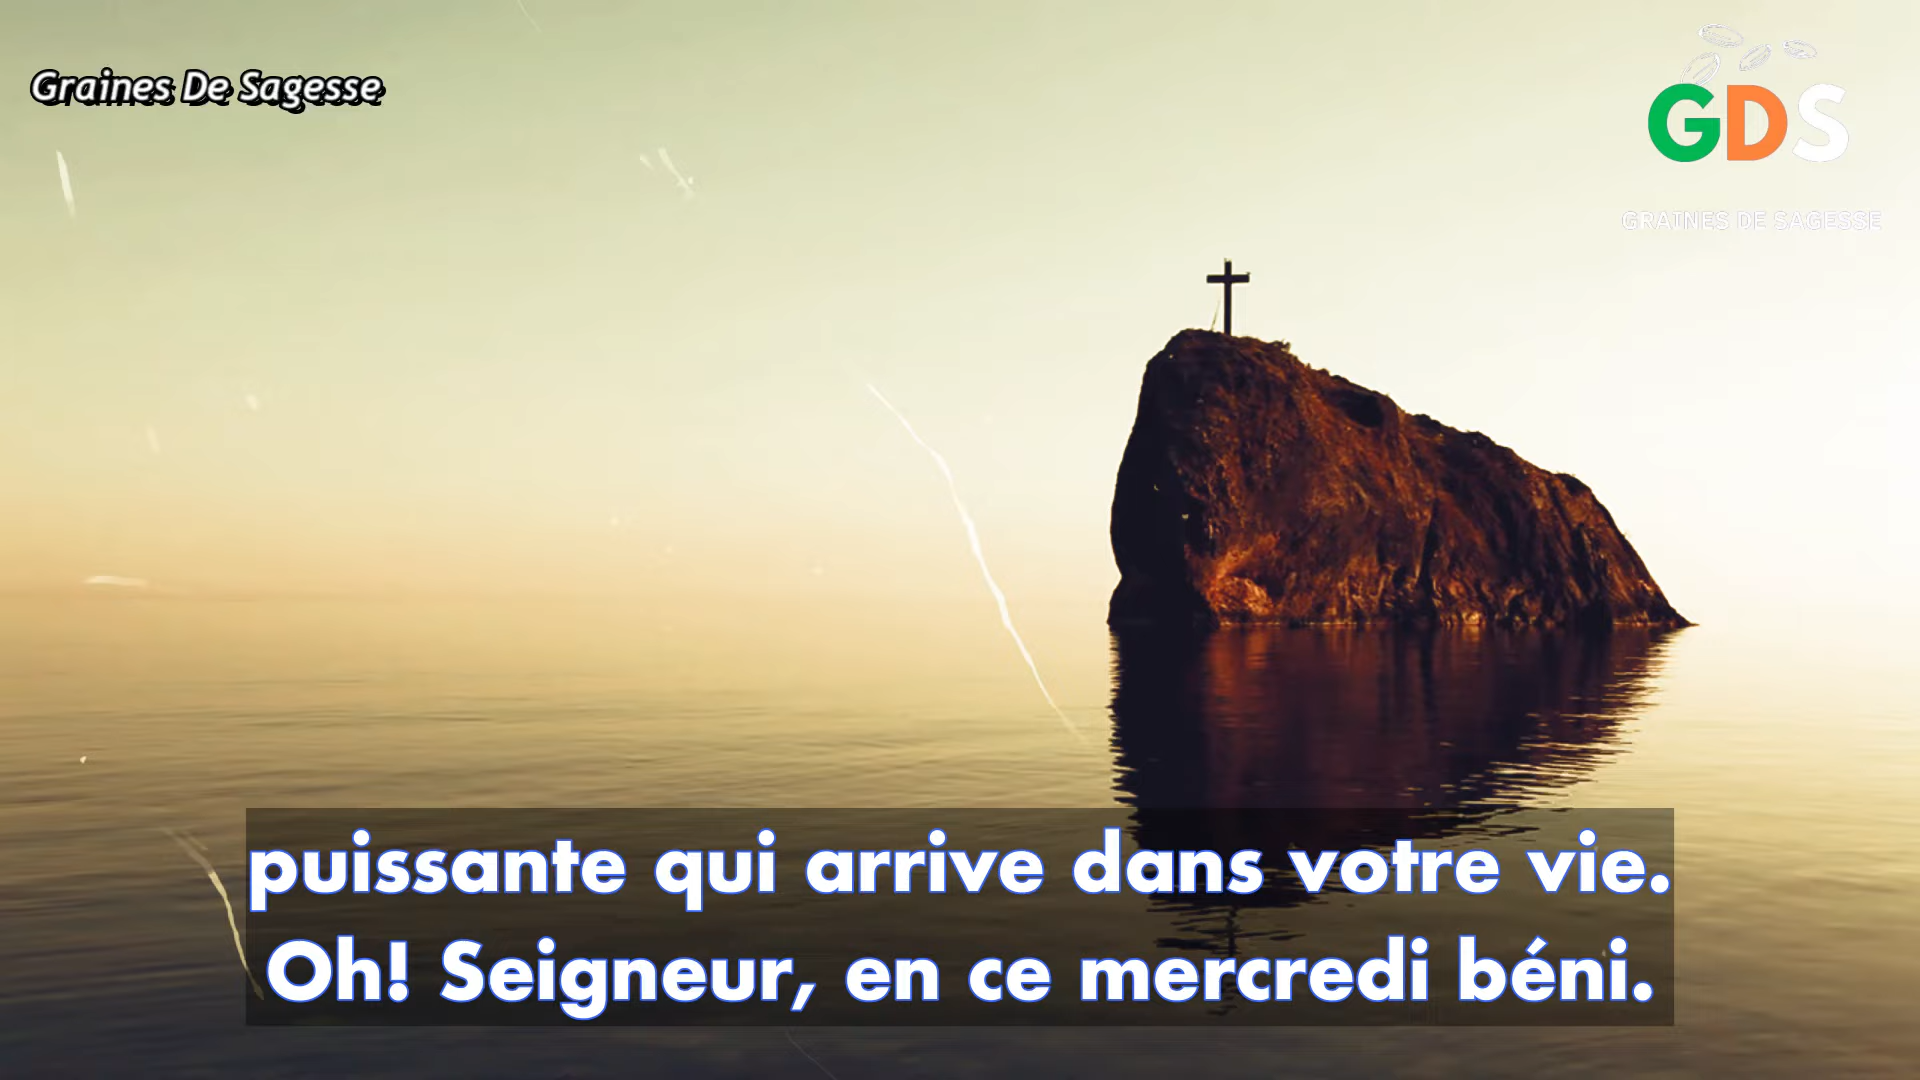 Graines De Sagesse
GDS
GRAINES DE SAGESSE
puissante qui arrive dans votre vie.
Oh! Seigneur, en ce mercredi béni.